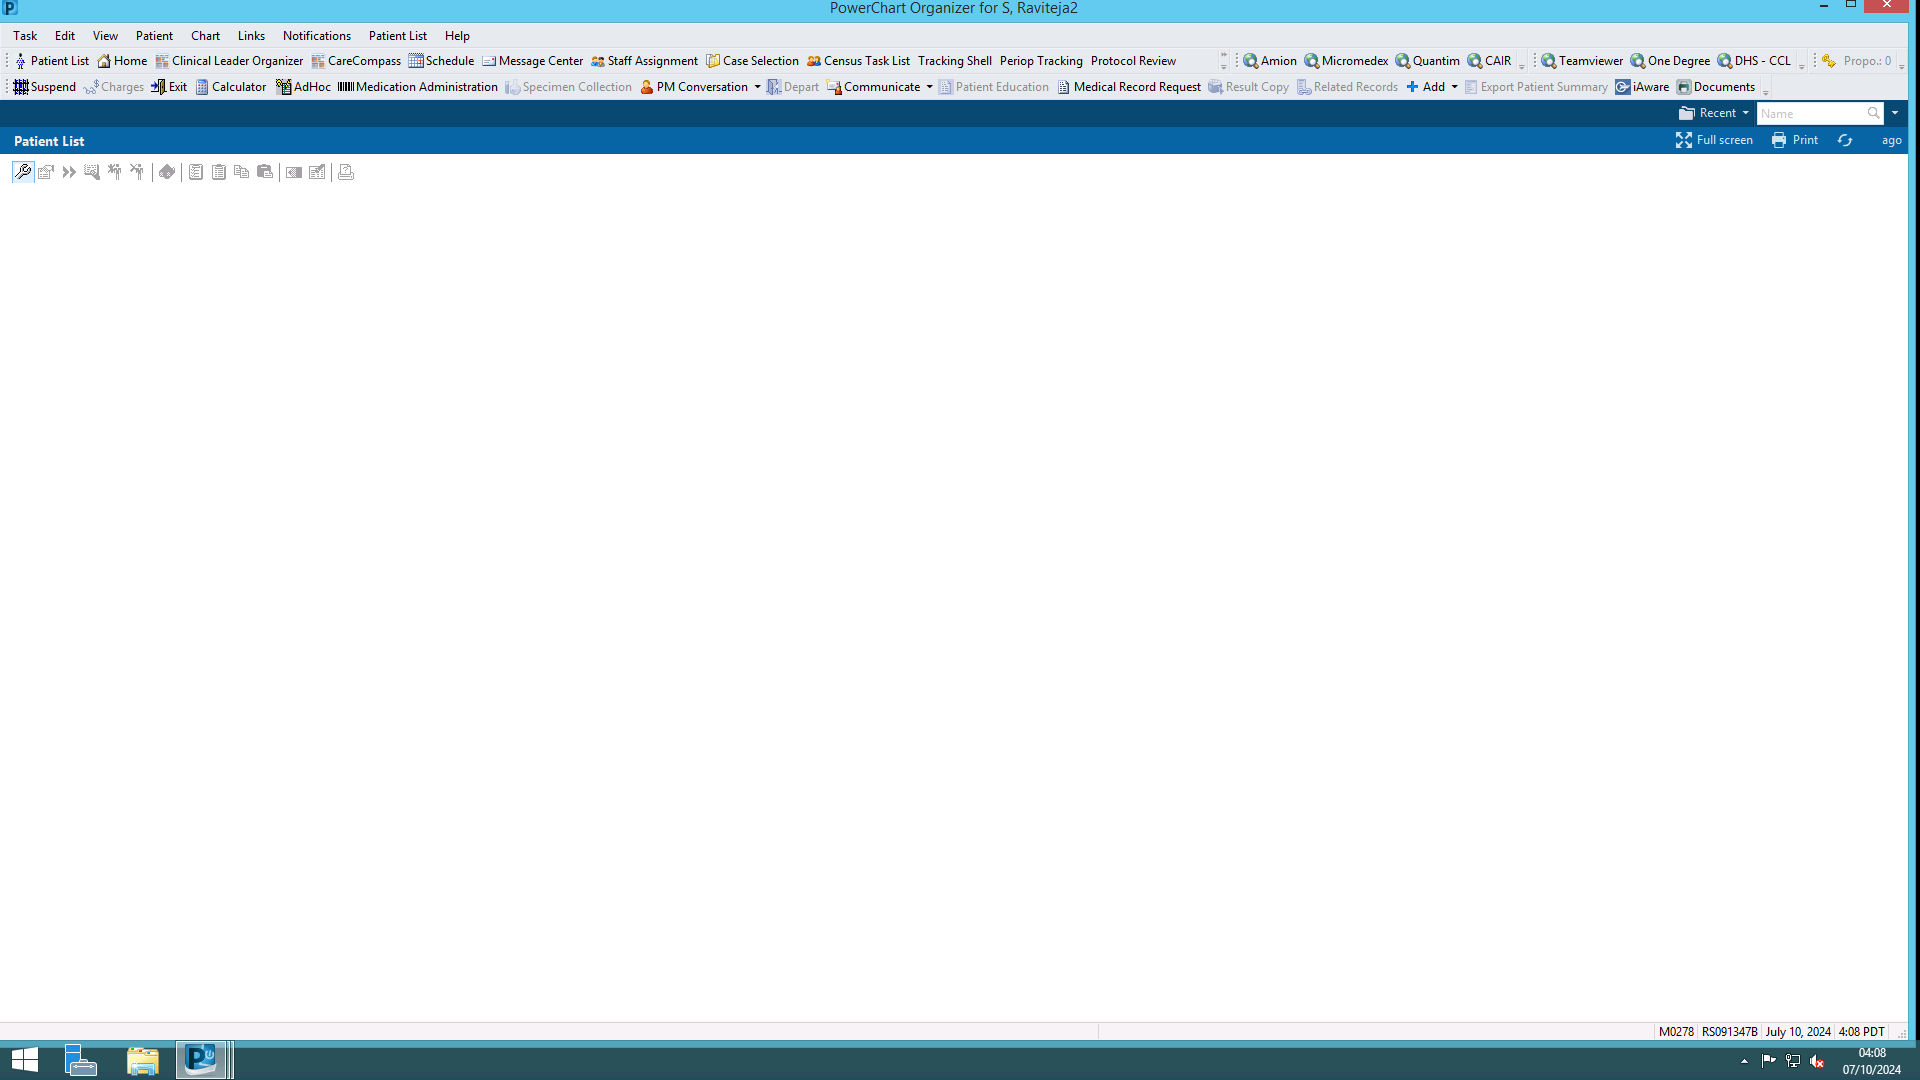 PowerChart Organizer for S, Raviteja2
Task Edit View Patient Chart Links Notifications Patient List Help
Patient List Home Clinical Leader Organizer CareCompass Schedule Message Center Staff Assignment Case Selection Census Task List Tracking Shell Periop Tracking Protocol Review Amion Micromedex Quantim CAIR Teamviewer One Degree DHS - CCL Propo.: 0
Suspend Charges Exit Calculator AdHoc Medication Administration Specimen Collection PM Conversation Depart Communicate Patient Education Medical Record Request Result Copy Related Records Add Export Patient Summary iAware Documents
Recent Name
Patient List Full screen Print ago
M0278 RS091347B July 10, 2024 4:08 PDT
04:08
07/10/2024